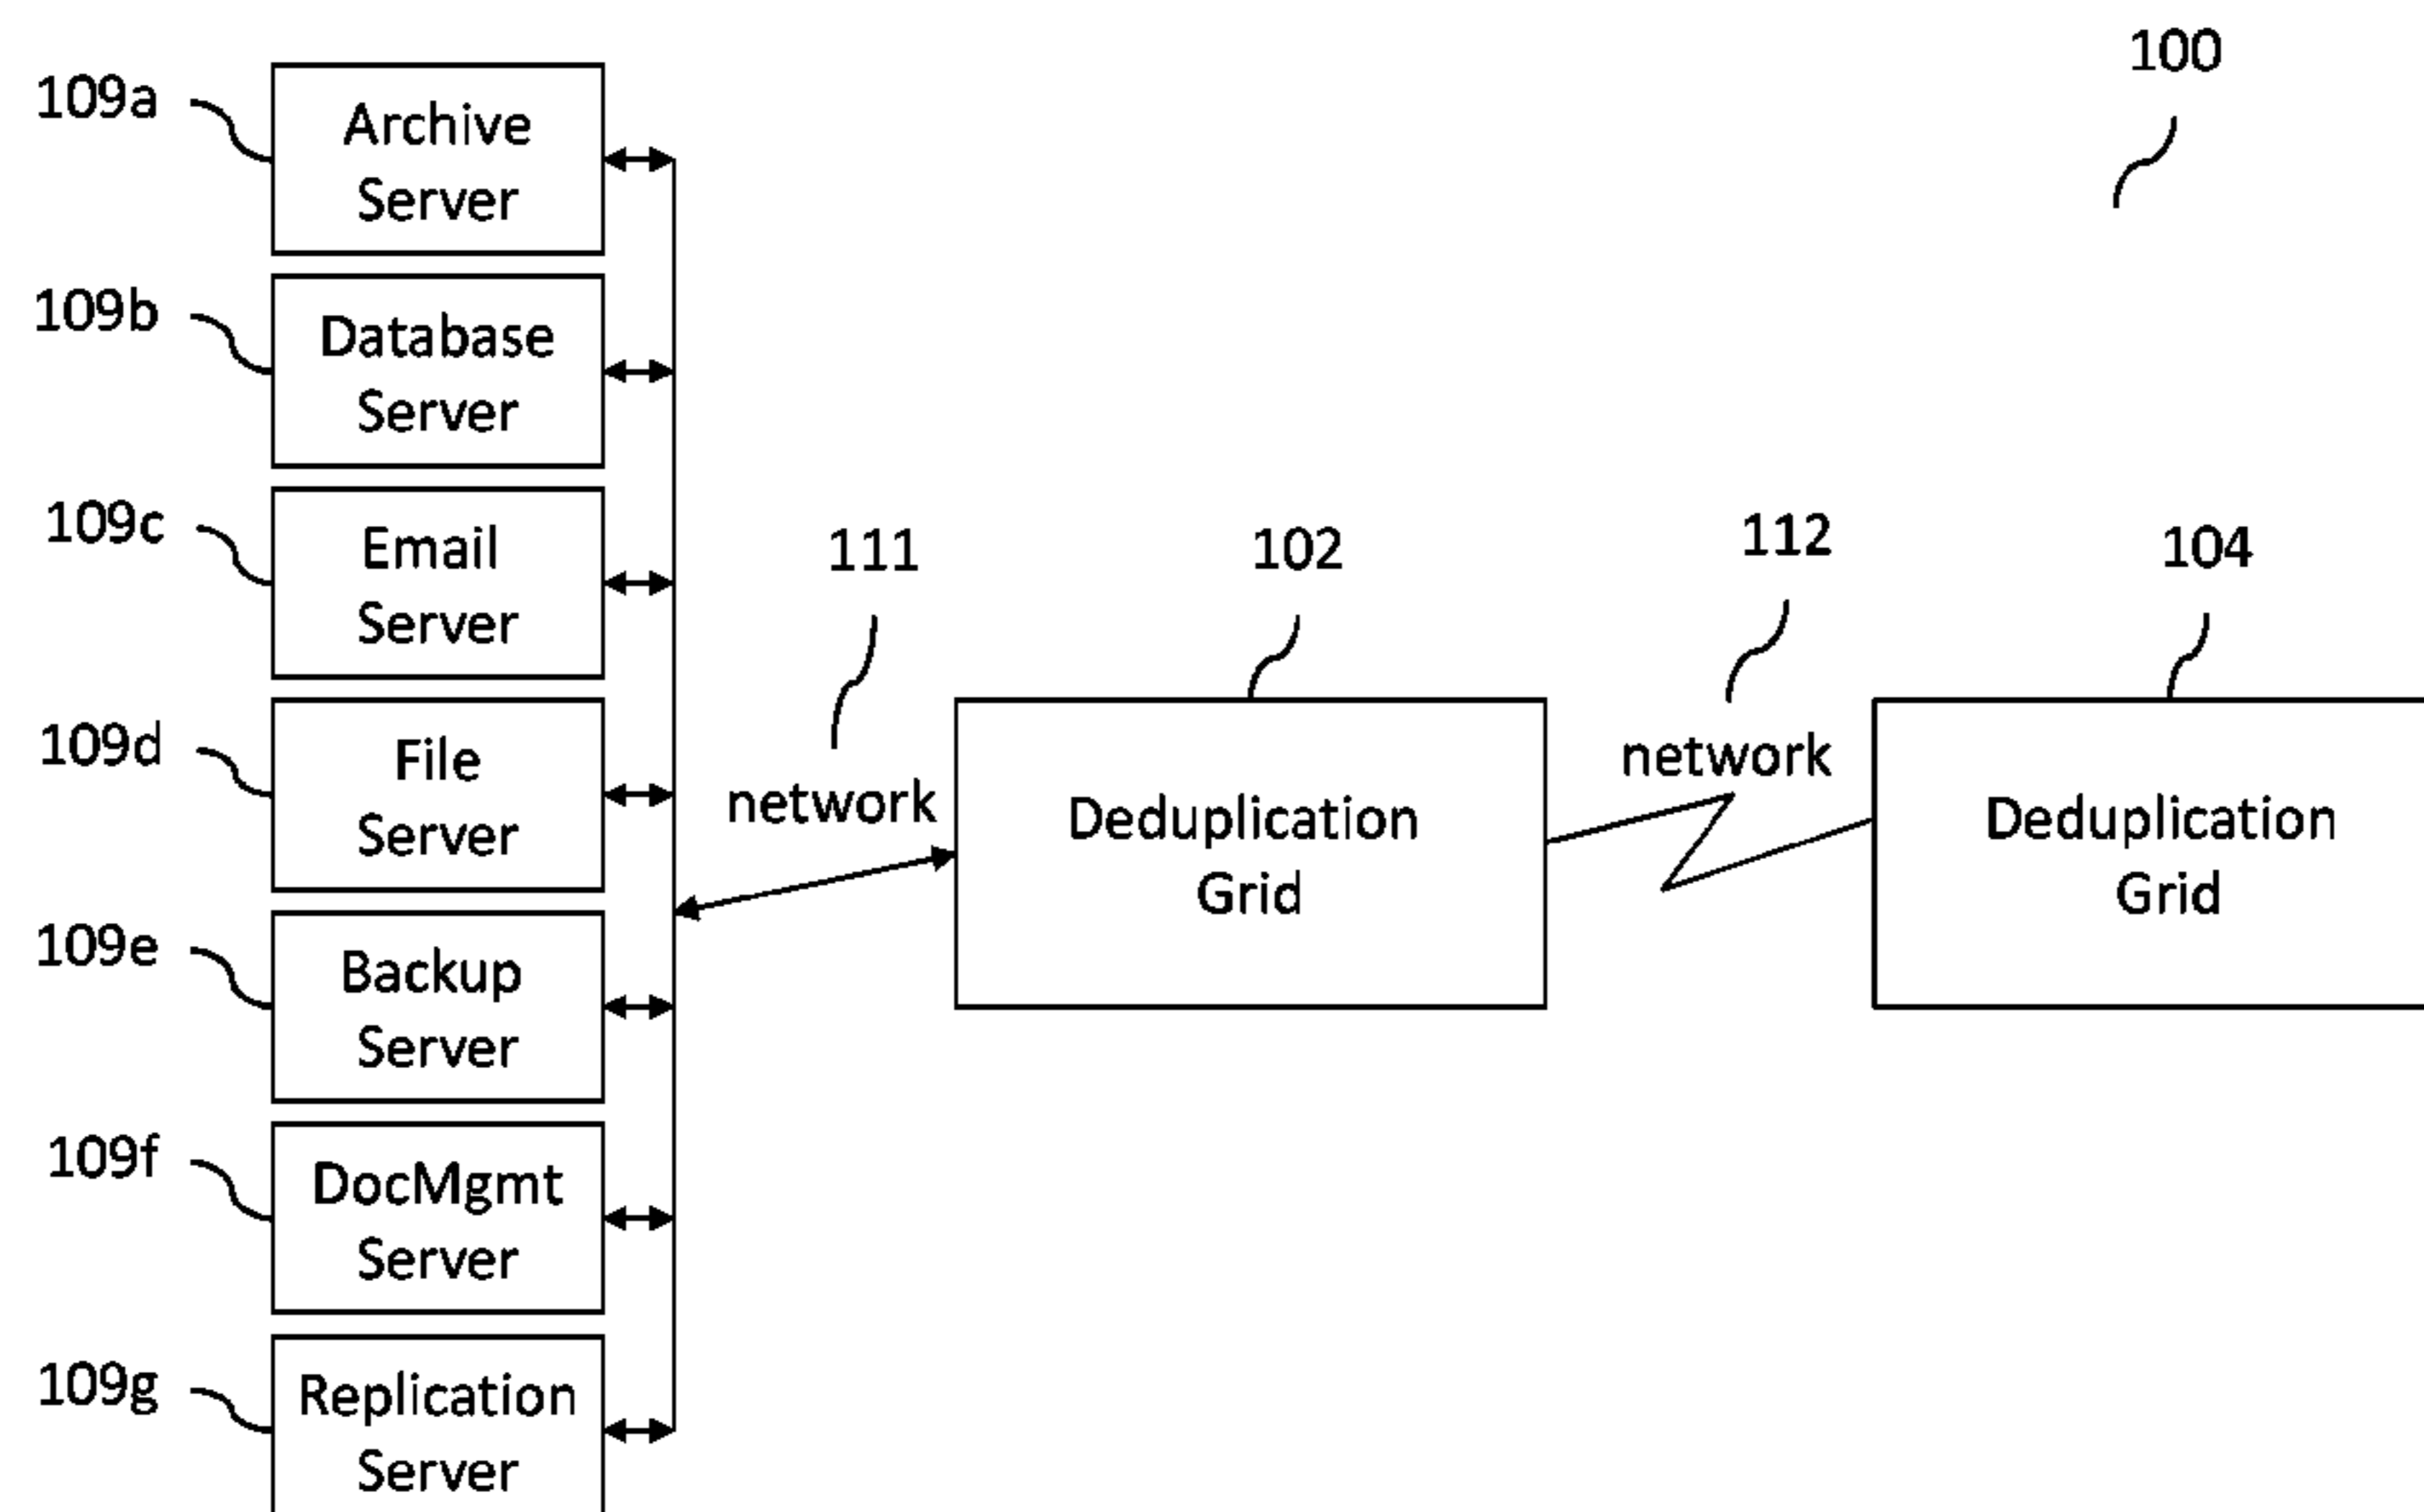 100
109a
Archive
Server
109b
Database
Server
109c
Email
Server
111
102
112
104
109d
File
Server
network
Deduplication
Grid
network
Deduplication
Grid
109e
Backup
Server
109f
DocMgmt
Server
109g
Replication
Server